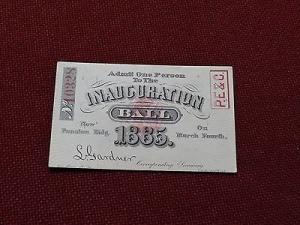 Admit One Person
To The
INAUGURATION
BALL
New Pension Bldg. 1885. On March Fourth.
L. Gardner
Corresponding Secretary
P.E.&C.